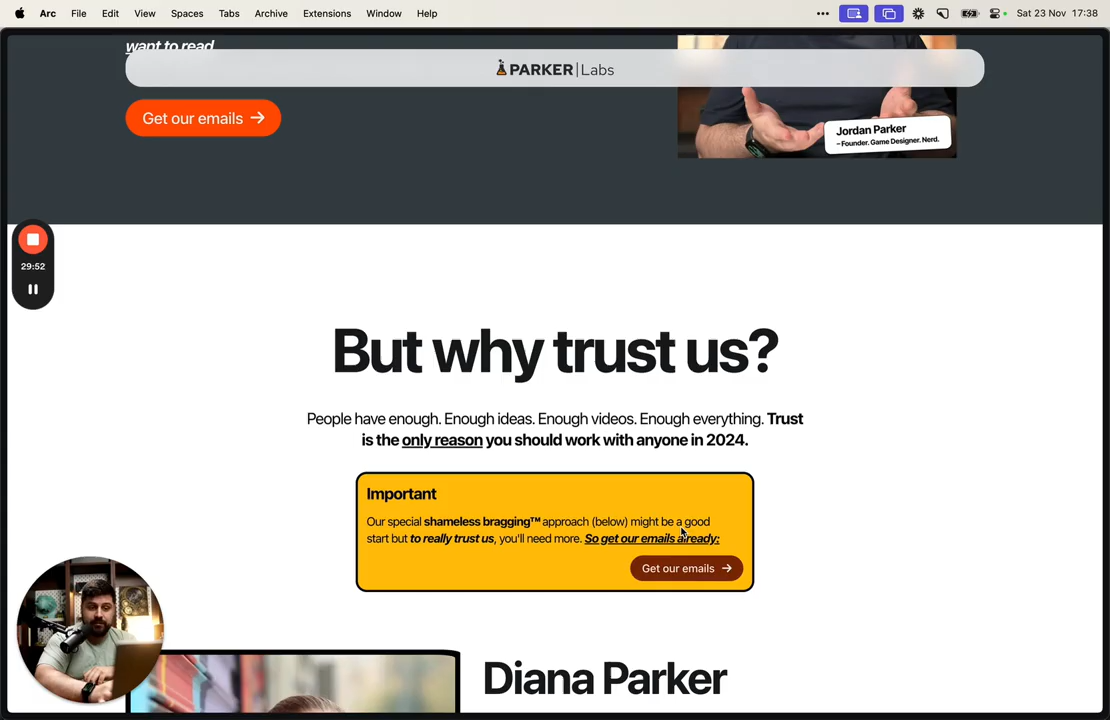 Arc File Edit View Spaces Tabs Archive Extensions Window Help Sat 23 Nov 17:38
want to read
PARKER|Labs
Get our emails →
Jordan Parker
– Founder. Game Designer. Nerd.
29:52
But why trust us?
People have enough. Enough ideas. Enough videos. Enough everything. Trust
is the only reason you should work with anyone in 2024.
Important
Our special shameless bragging™ approach (below) might be a good
start but to really trust us, you'll need more. So get our emails already:
Get our emails →
Diana Parker